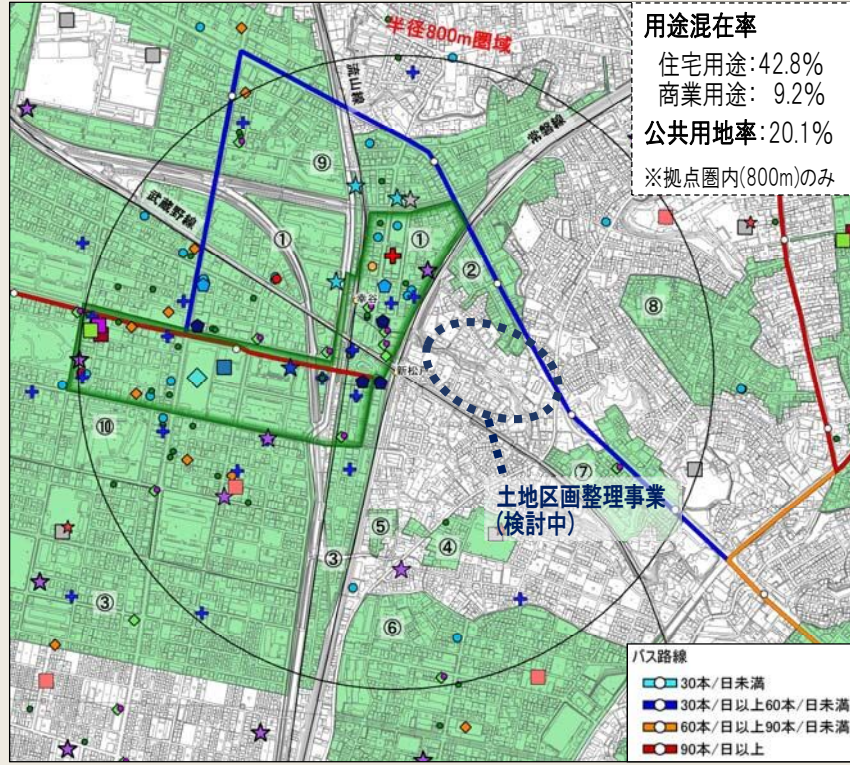 用途混在率
住宅用途:42.8%
商業用途: 9.2%
公共用地率:20.1%
※拠点圏内(800m)のみ
半径800m圏域
流山線
常磐線
武蔵野線
⑨
①
①
②
⑧
幸谷
新松戸
⑩
⑦
土地区画整理事業
(検討中)
⑤
④
③
③
⑥
バス路線
30本/日未満
30本/日以上60本/日未満
60本/日以上90本/日未満
90本/日以上